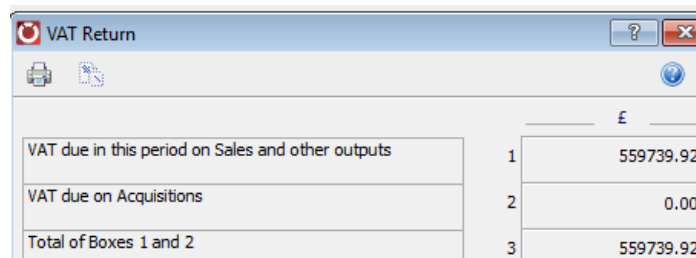 VAT Return
£
VAT due in this period on Sales and other outputs 1 559739.92
VAT due on Acquisitions 2 0.00
Total of Boxes 1 and 2 3 559739.92